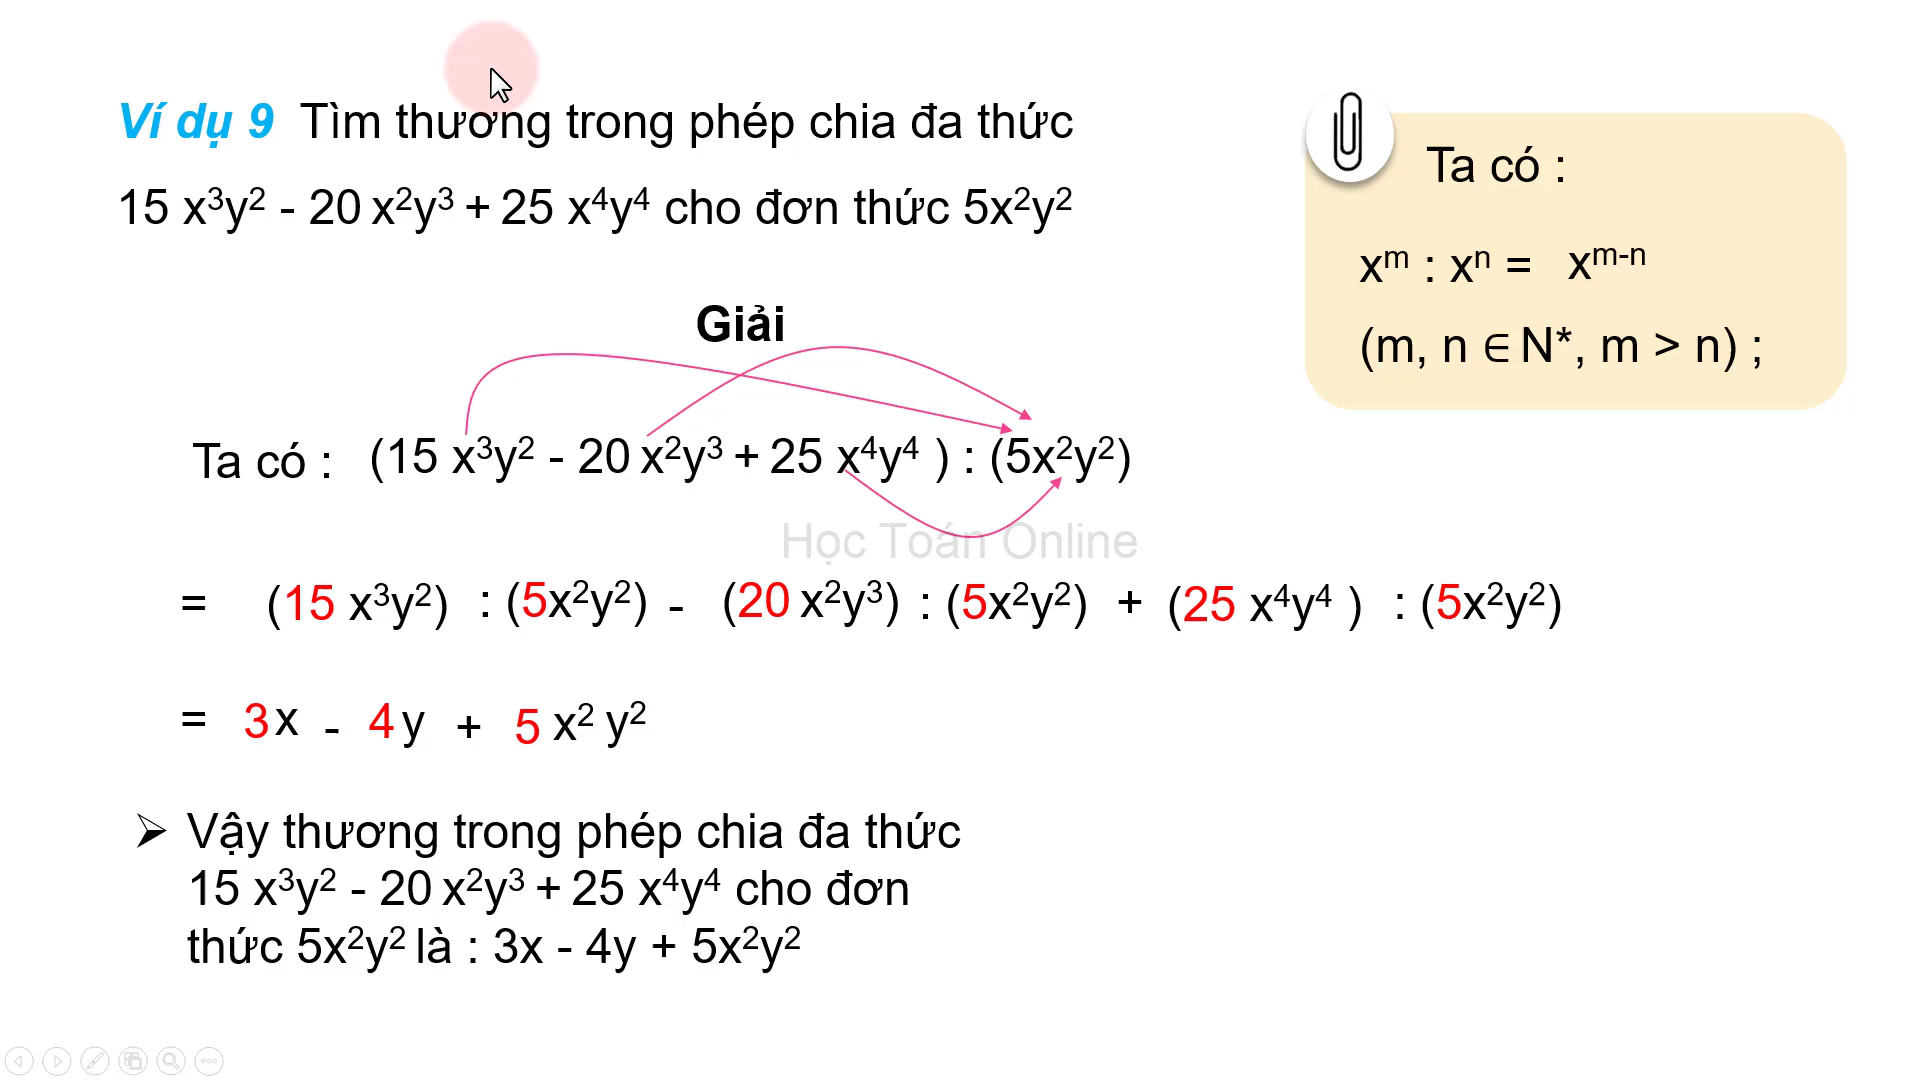 Ví dụ 9 Tìm thương trong phép chia đa thức
15 x³y² - 20 x²y³ + 25 x⁴y⁴ cho đơn thức 5x²y²
Ta có :
xᵐ : xⁿ = xᵐ⁻ⁿ
(m, n ∈ N*, m > n) ;
Giải
Ta có : (15 x³y² - 20 x²y³ + 25 x⁴y⁴ ) : (5x²y²)
Học Toán Online
= (15 x³y²) : (5x²y²) - (20 x²y³) : (5x²y²) + (25 x⁴y⁴ ) : (5x²y²)
= 3x - 4y + 5 x² y²
➢ Vậy thương trong phép chia đa thức
15 x³y² - 20 x²y³ + 25 x⁴y⁴ cho đơn
thức 5x²y² là : 3x - 4y + 5x²y²